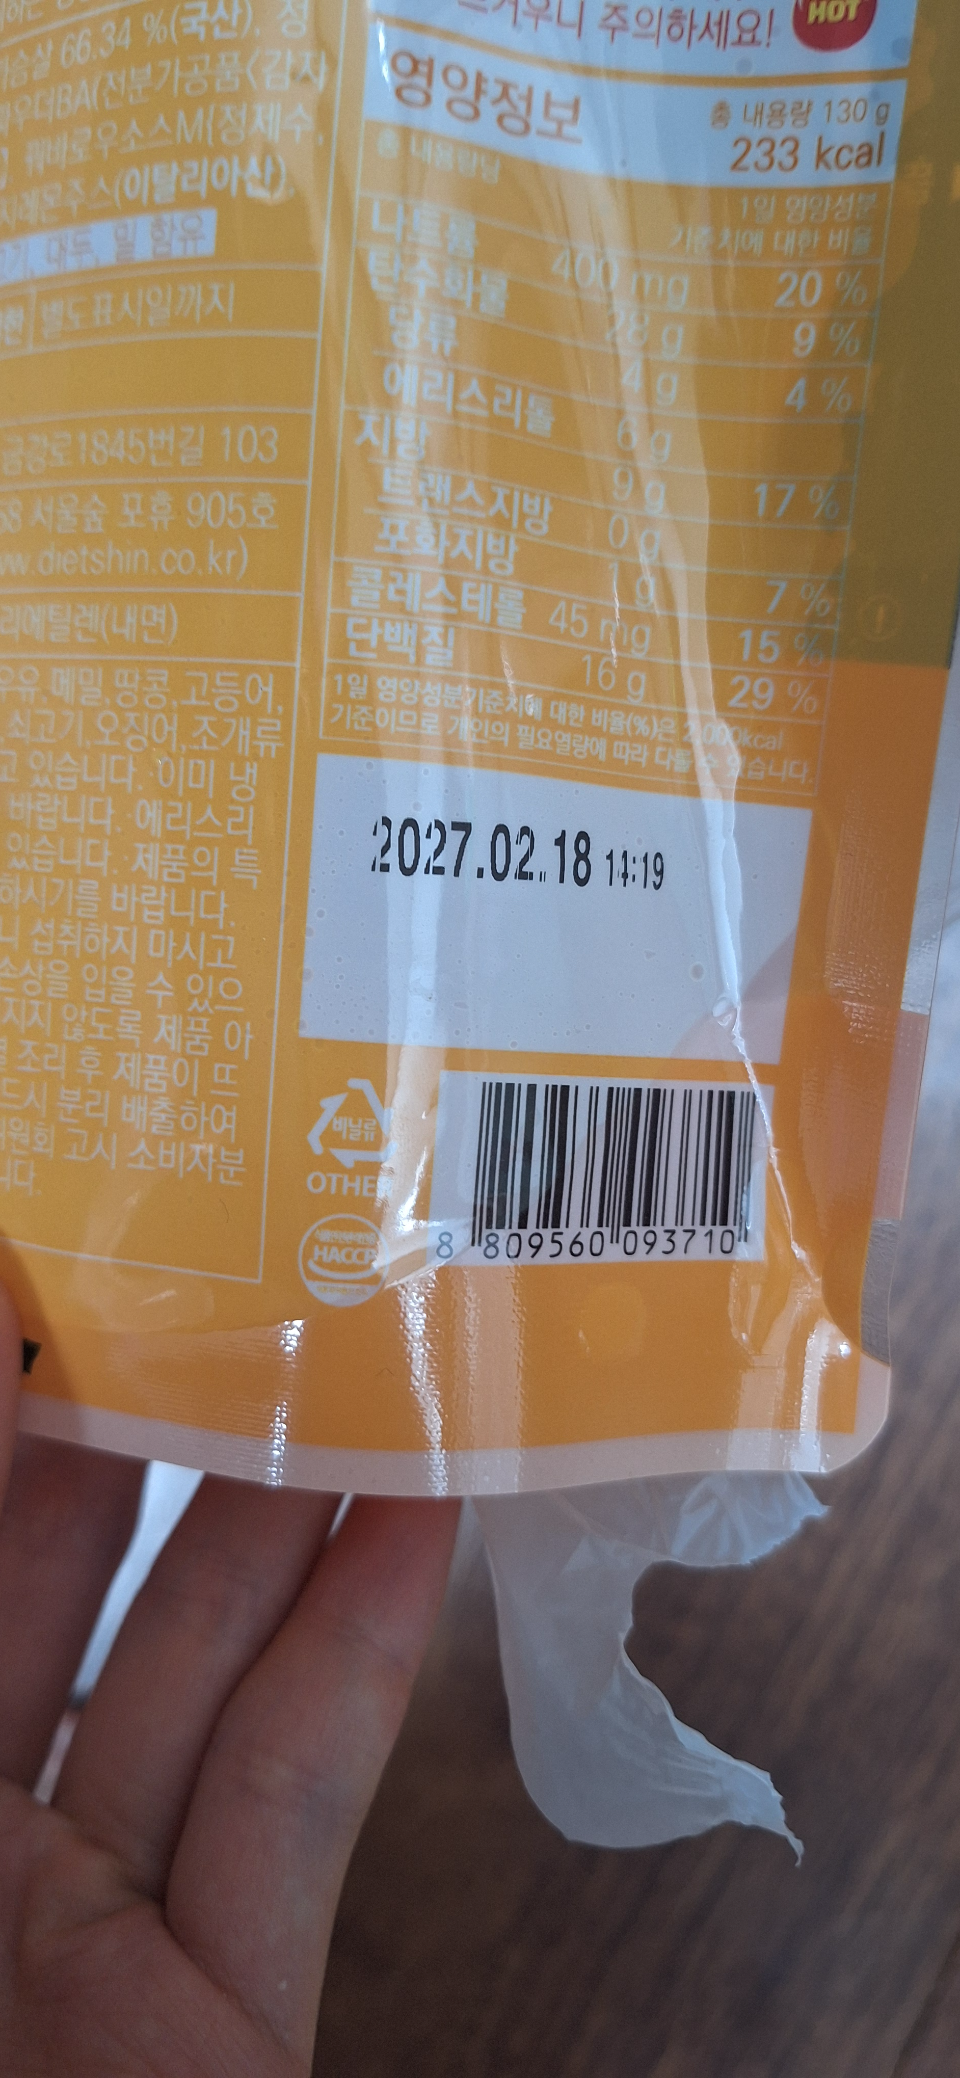 주의하세요!
HOT
66.34 %(국산), 정
BA(전분가공품<감자
소스M{정제수,
레몬주스(이탈리아산),
대두, 밀 함유
별도표시일까지
1845번길 103
서울숲 포휴 905호
w.dietshin.co.kr)
리에틸렌(내면)
우유,메밀,땅콩,고등어,
쇠고기,오징어,조개류
고 있습니다. 이미 냉
바랍니다. 에리스리
있습니다. 제품의 특
하시기를 바랍니다.
니 섭취하지 마시고
손상을 입을 수 있으
지지 않도록 제품 아
조리 후 제품이 뜨
드시 분리 배출하여
위원회 고시 소비자분
니다.
영양정보
총 내용량 130 g
233 kcal
총 내용량당
1일 영양성분
기준치에 대한 비율
나트륨 400 mg 20 %
탄수화물 28 g 9 %
당류 4 g 4 %
에리스리톨 6 g
지방 9 g 17 %
트랜스지방 0 g
포화지방 1 g 7 %
콜레스테롤 45 mg 15 %
단백질 16 g 29 %
1일 영양성분기준치에 대한 비율(%)은 2,000kcal
기준이므로 개인의 필요열량에 따라 다를 수 있습니다.
2027.02.18 14:19
비닐류
OTHER
HACCP
8 809560 093710